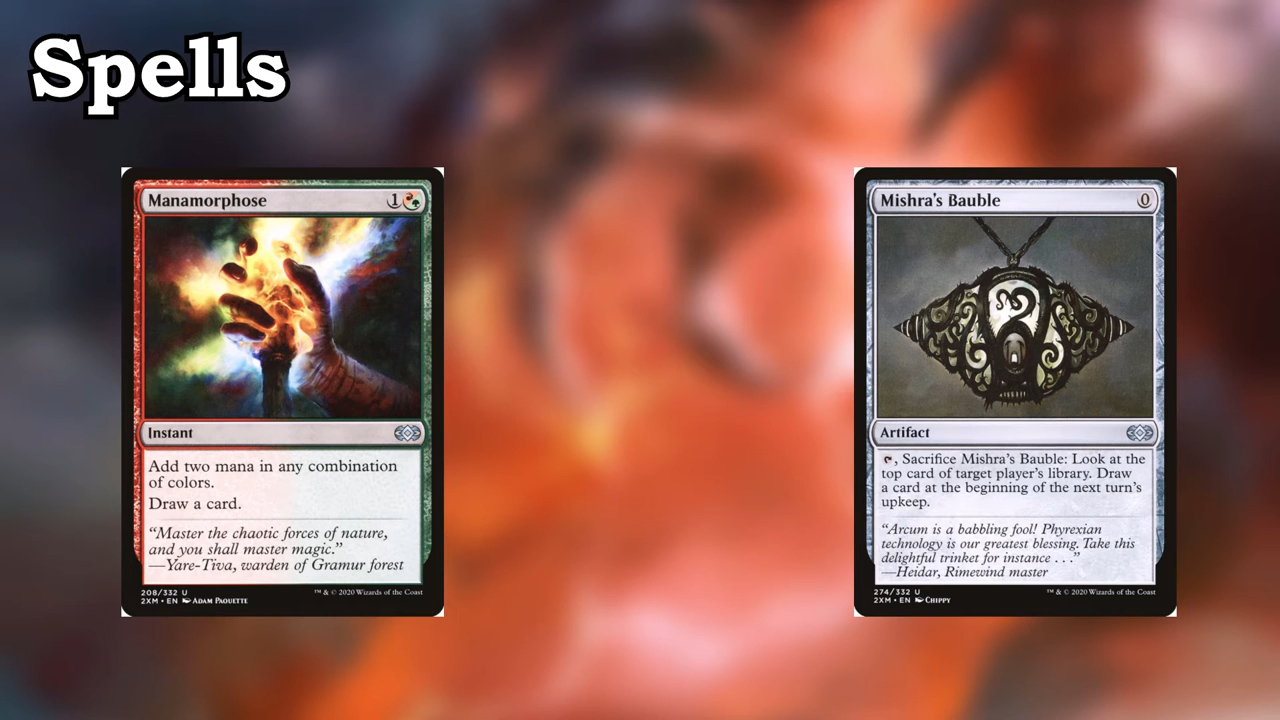 Spells
Manamorphose 1
Instant
Add two mana in any combination
of colors.
Draw a card.
“Master the chaotic forces of nature,
and you shall master magic.”
—Yare-Tiva, warden of Gramur forest
208/332 U
2XM • EN Adam Paquette
™ & © 2020 Wizards of the Coast
Mishra's Bauble 0
Artifact
, Sacrifice Mishra's Bauble: Look at the
top card of target player's library. Draw
a card at the beginning of the next turn's
upkeep.
“Arcum is a babbling fool! Phyrexian
technology is our greatest blessing. Take this
delightful trinket for instance . . .”
—Heidar, Rimewind master
274/332 U
2XM • EN Chippy
™ & © 2020 Wizards of the Coast